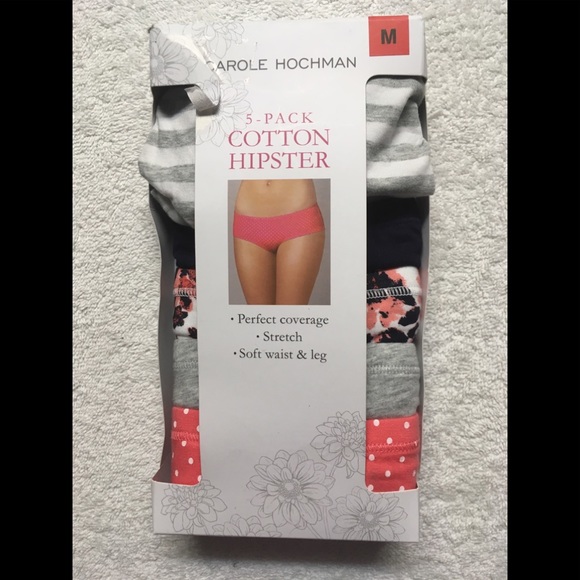 M
CAROLE HOCHMAN
5-PACK
COTTON
HIPSTER
• Perfect coverage
• Stretch
• Soft waist & leg